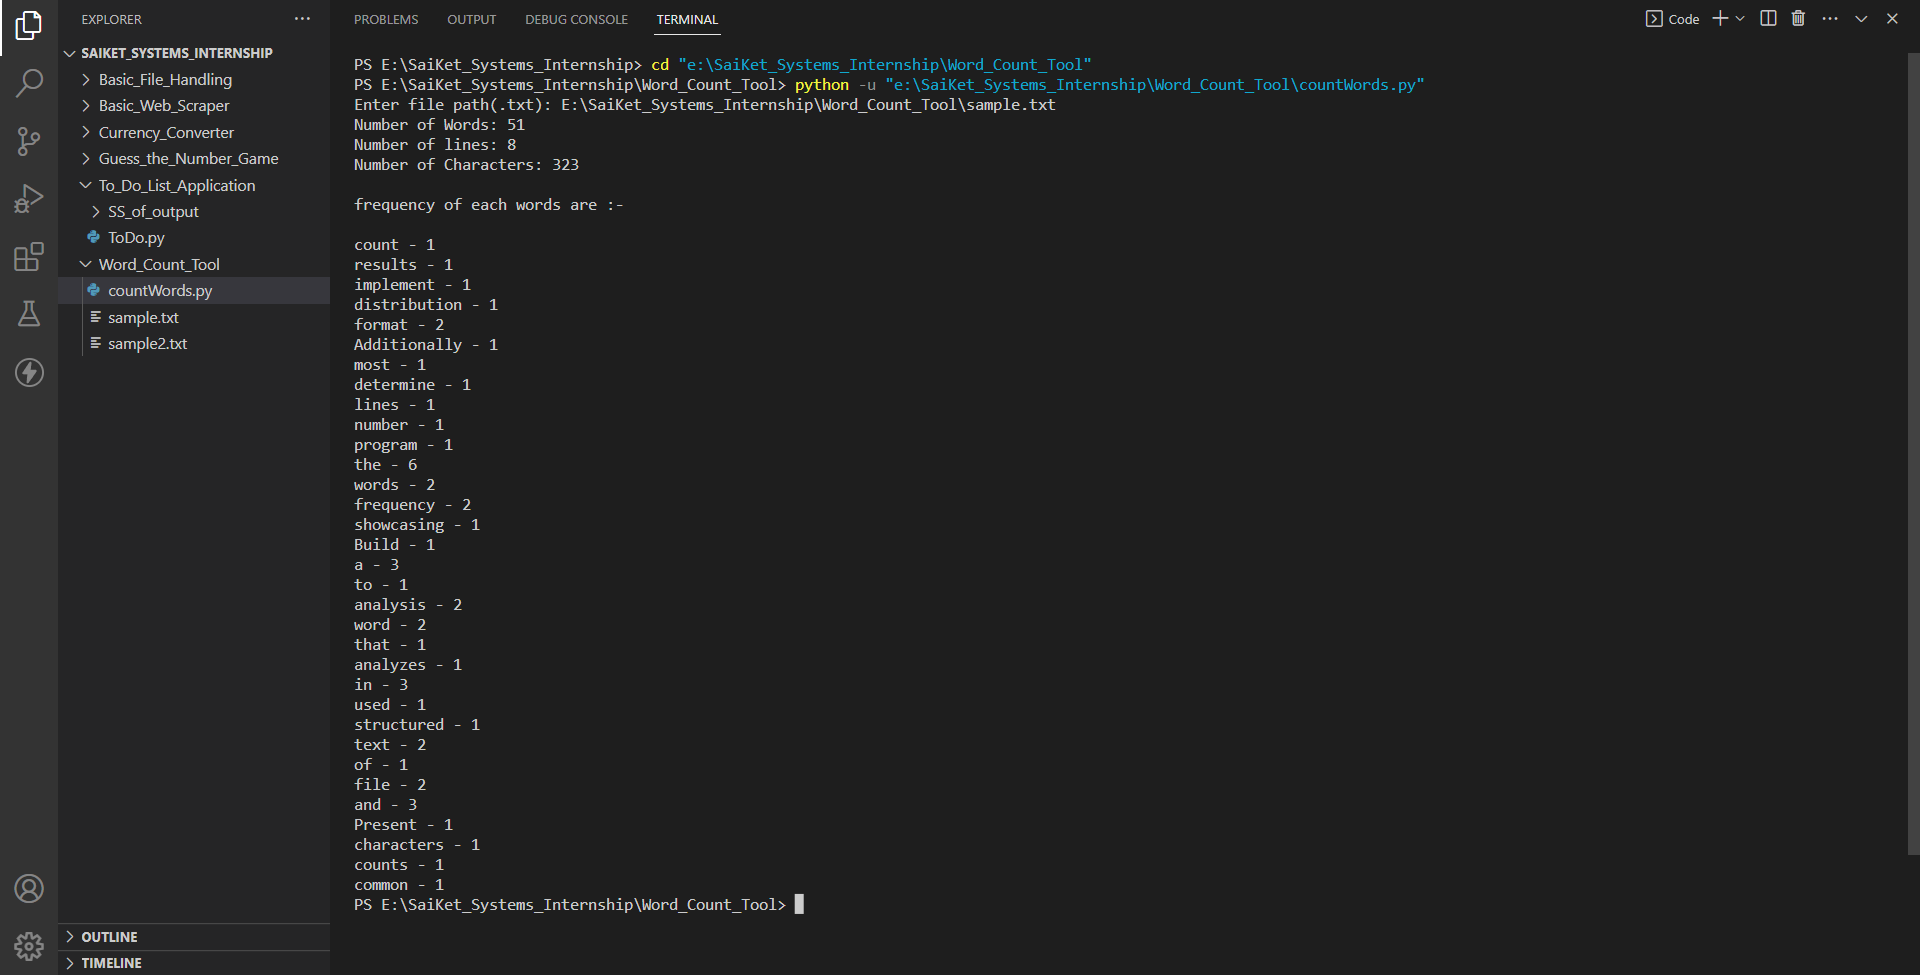 EXPLORER
SAIKET_SYSTEMS_INTERNSHIP
Basic_File_Handling
Basic_Web_Scraper
Currency_Converter
Guess_the_Number_Game
To_Do_List_Application
SS_of_output
ToDo.py
Word_Count_Tool
countWords.py
sample.txt
sample2.txt
OUTLINE
TIMELINE
PROBLEMS OUTPUT DEBUG CONSOLE TERMINAL
Code
PS E:\SaiKet_Systems_Internship> cd "e:\SaiKet_Systems_Internship\Word_Count_Tool"
PS E:\SaiKet_Systems_Internship\Word_Count_Tool> python -u "e:\SaiKet_Systems_Internship\Word_Count_Tool\countWords.py"
Enter file path(.txt): E:\SaiKet_Systems_Internship\Word_Count_Tool\sample.txt
Number of Words: 51
Number of lines: 8
Number of Characters: 323
frequency of each words are :-
count - 1
results - 1
implement - 1
distribution - 1
format - 2
Additionally - 1
most - 1
determine - 1
lines - 1
number - 1
program - 1
the - 6
words - 2
frequency - 2
showcasing - 1
Build - 1
a - 3
to - 1
analysis - 2
word - 2
that - 1
analyzes - 1
in - 3
used - 1
structured - 1
text - 2
of - 1
file - 2
and - 3
Present - 1
characters - 1
counts - 1
common - 1
PS E:\SaiKet_Systems_Internship\Word_Count_Tool>